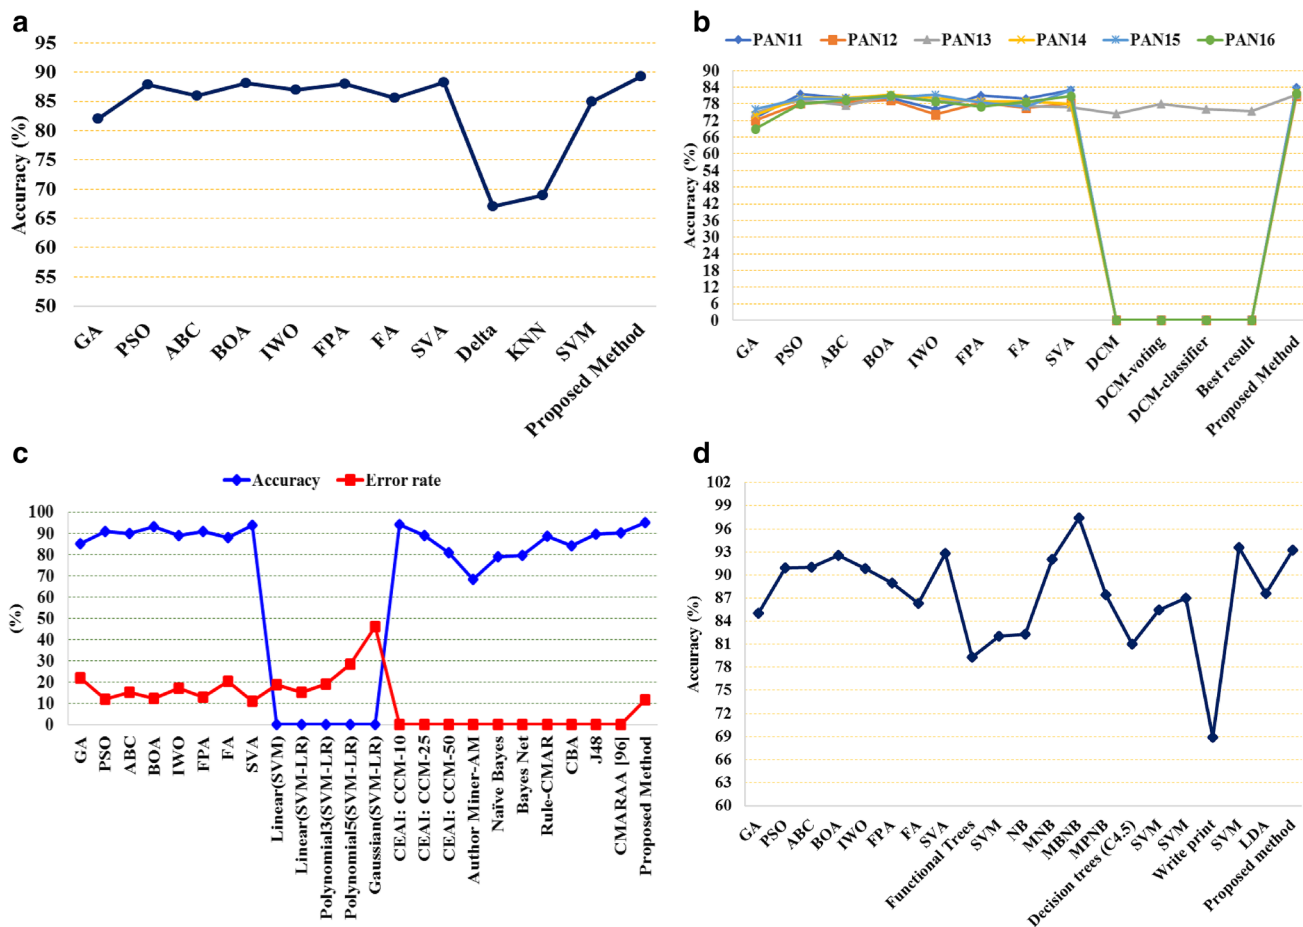 a
95
90
85
80
75
70
65
60
55
50
Accuracy (%)
GA
PSO
ABC
BOA
IWO
FPA
FA
SVA
Delta
KNN
SVM
Proposed Method
b
PAN11 PAN12 PAN13 PAN14 PAN15 PAN16
90
84
78
72
66
60
54
48
42
36
30
24
18
12
6
0
Accuracy (%)
GA
PSO
ABC
BOA
IWO
FPA
FA
SVA
DCM
DCM-voting
DCM-classifier
Best result
Proposed Method
c
Accuracy Error rate
100
90
80
70
60
50
40
30
20
10
0
(%)
GA
PSO
ABC
BOA
IWO
FPA
FA
SVA
Linear(SVM)
Linear(SVM-LR)
Polynomial3(SVM-LR)
Polynomial5(SVM-LR)
Gaussian(SVM-LR)
CEAI: CCM-10
CEAI: CCM-25
CEAI: CCM-50
Author Miner-AM
Naïve Bayes
Bayes Net
Rule-CMAR
CBA
J48
CMARAA [96]
Proposed Method
d
102
99
96
93
90
87
84
81
78
75
72
69
66
63
60
Accuracy (%)
GA
PSO
ABC
BOA
IWO
FPA
FA
SVA
Functional Trees
SVM
NB
MNB
MBNB
MPNB
Decision trees (C4.5)
SVM
SVM
Write print
SVM
LDA
Proposed method